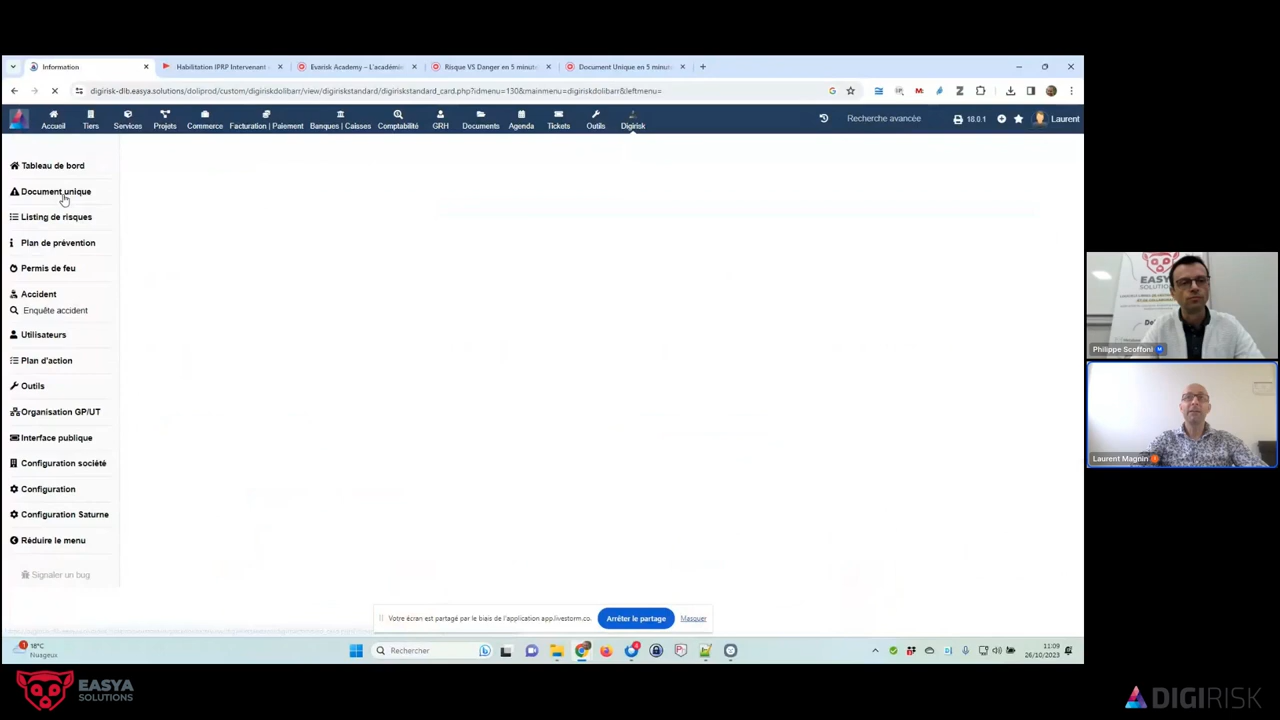 Information
Habilitation IPRP Intervenant -
Evarisk Academy – L'académie
Risque VS Danger en 5 minute
Document Unique en 5 minute
digirisk-dlb.easya.solutions/doliprod/custom/digiriskdolibarr/view/digiriskstandard/digiriskstandard_card.php?idmenu=130&mainmenu=digiriskdolibarr&leftmenu=
Accueil
Tiers
Services
Projets
Commerce
Facturation | Paiement
Banques | Caisses
Comptabilité
GRH
Documents
Agenda
Tickets
Outils
Digirisk
Recherche avancée
18.0.1
Laurent
Tableau de bord
Document unique
Listing de risques
Plan de prévention
Permis de feu
Accident
Enquête accident
Utilisateurs
Plan d'action
Outils
Organisation GP/UT
Interface publique
Configuration société
Configuration
Configuration Saturne
Réduire le menu
Signaler un bug
EASYA
Philippe Scoffoni M
Laurent Magnin
Votre écran est partagé par le biais de l'application app.livestorm.co.
Arrêter le partage
Masquer
18°C
Nuageux
Rechercher
11:09
26/10/2023
EASYA
SOLUTIONS
DIGIRISK